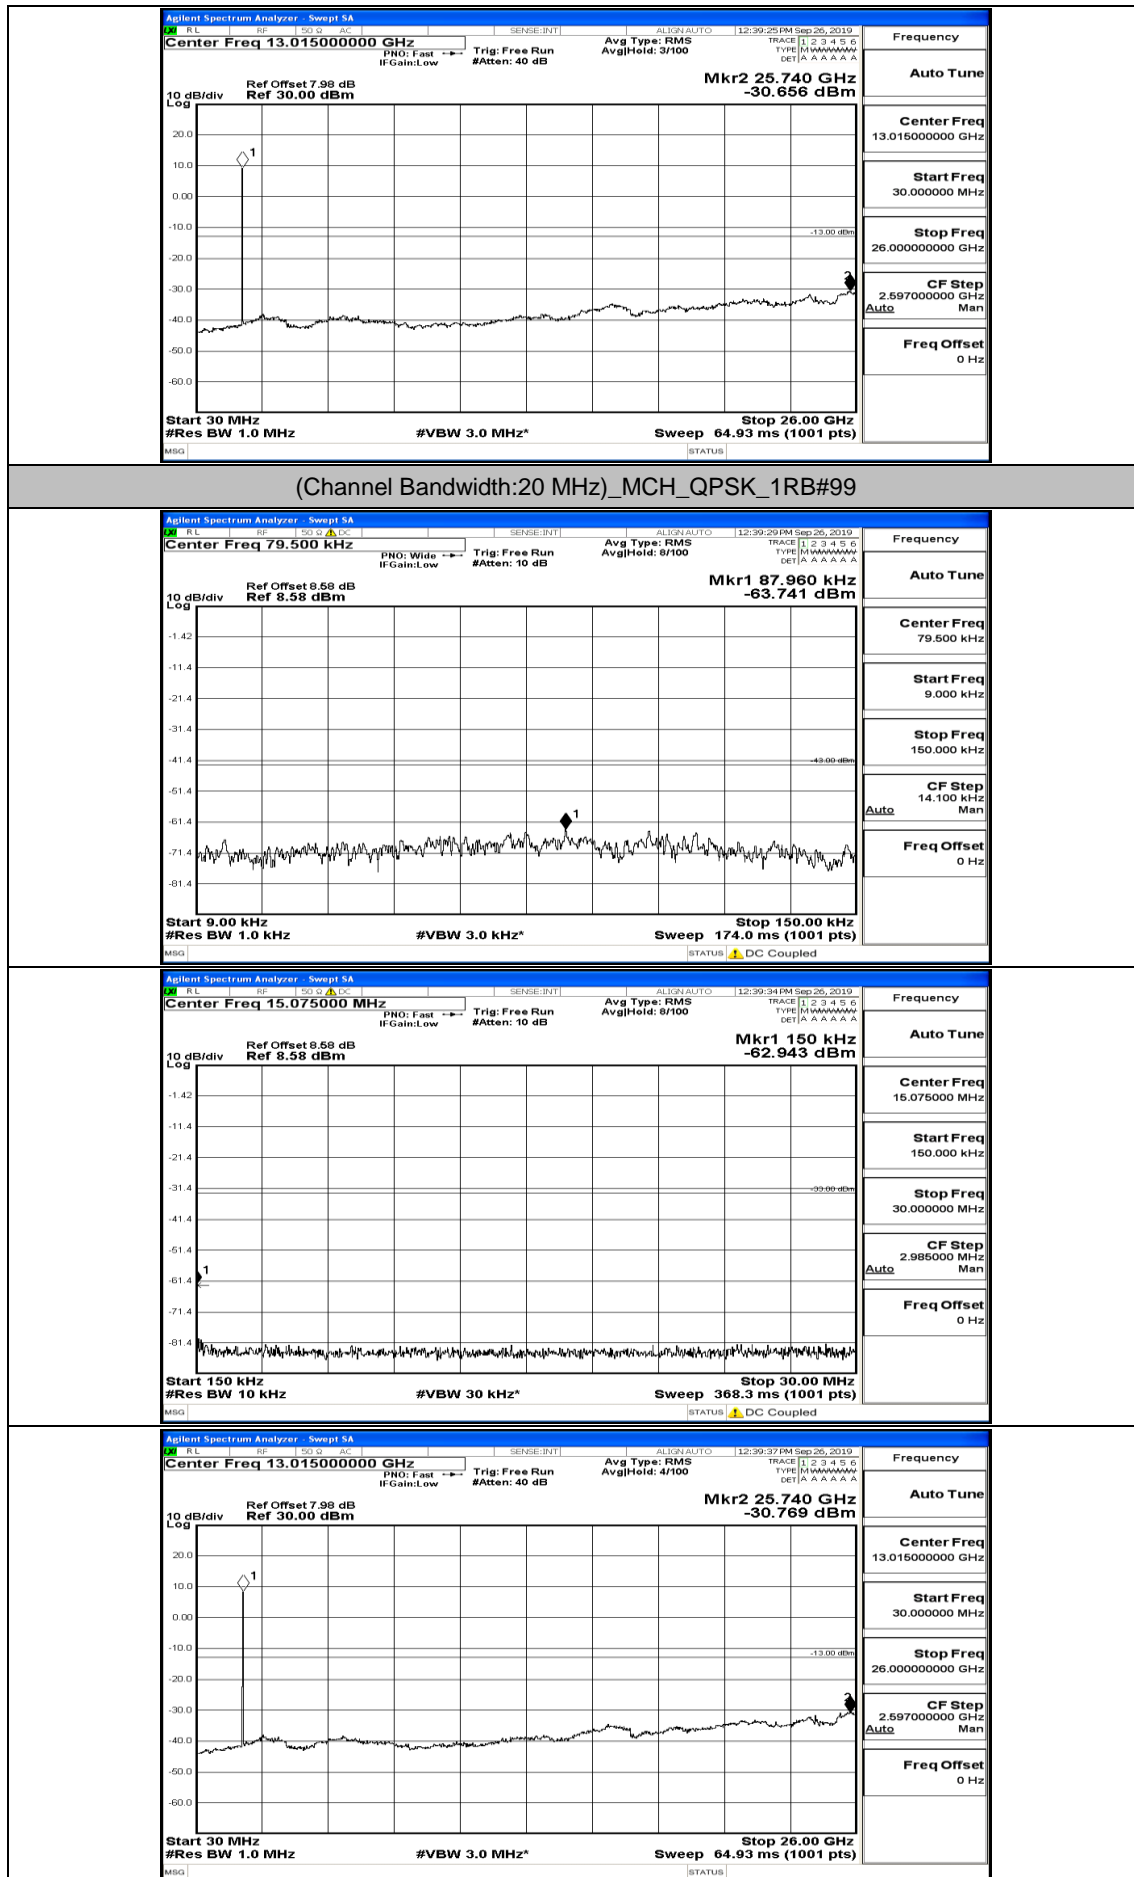 Agilent Spectrum Analyzer - Swept SA
LXI RL RF 50 Ω AC SENSE:INT ALIGN AUTO 12:39:25 PM Sep 26, 2019
Center Freq 13.015000000 GHz
PNO: Fast
IFGain:Low
Trig: Free Run
#Atten: 40 dB
Avg Type: RMS
Avg|Hold: 3/100
TRACE 1 2 3 4 5 6
TYPE M WWWWW
DET A A A A A A
Ref Offset 7.98 dB
10 dB/div Ref 30.00 dBm
Log
Mkr2 25.740 GHz
-30.656 dBm
20.0
10.0
0.00
-10.0
-20.0
-30.0
-40.0
-50.0
-60.0
1
2
-13.00 dBm
Start 30 MHz Stop 26.00 GHz
#Res BW 1.0 MHz #VBW 3.0 MHz* Sweep 64.93 ms (1001 pts)
MSG STATUS
Frequency
Auto Tune
Center Freq
13.015000000 GHz
Start Freq
30.000000 MHz
Stop Freq
26.000000000 GHz
CF Step
2.597000000 GHz
Auto Man
Freq Offset
0 Hz
(Channel Bandwidth:20 MHz)_MCH_QPSK_1RB#99
Agilent Spectrum Analyzer - Swept SA
LXI RL RF 50 Ω DC SENSE:INT ALIGN AUTO 12:39:29 PM Sep 26, 2019
Center Freq 79.500 kHz
PNO: Wide
IFGain:Low
Trig: Free Run
#Atten: 10 dB
Avg Type: RMS
Avg|Hold: 8/100
TRACE 1 2 3 4 5 6
TYPE M WWWWW
DET A A A A A A
Ref Offset 8.58 dB
10 dB/div Ref 8.58 dBm
Log
Mkr1 87.960 kHz
-63.741 dBm
-1.42
-11.4
-21.4
-31.4
-41.4
-51.4
-61.4
-71.4
-81.4
1
-43.00 dBm
Start 9.00 kHz Stop 150.00 kHz
#Res BW 1.0 kHz #VBW 3.0 kHz* Sweep 174.0 ms (1001 pts)
MSG STATUS DC Coupled
Frequency
Auto Tune
Center Freq
79.500 kHz
Start Freq
9.000 kHz
Stop Freq
150.000 kHz
CF Step
14.100 kHz
Auto Man
Freq Offset
0 Hz
Agilent Spectrum Analyzer - Swept SA
LXI RL RF 50 Ω DC SENSE:INT ALIGN AUTO 12:39:34 PM Sep 26, 2019
Center Freq 15.075000 MHz
PNO: Fast
IFGain:Low
Trig: Free Run
#Atten: 10 dB
Avg Type: RMS
Avg|Hold: 8/100
TRACE 1 2 3 4 5 6
TYPE M WWWWW
DET A A A A A A
Ref Offset 8.58 dB
10 dB/div Ref 8.58 dBm
Log
Mkr1 150 kHz
-62.943 dBm
-1.42
-11.4
-21.4
-31.4
-41.4
-51.4
-61.4
-71.4
-81.4
1
-33.00 dBm
Start 150 kHz Stop 30.00 MHz
#Res BW 10 kHz #VBW 30 kHz* Sweep 368.3 ms (1001 pts)
MSG STATUS DC Coupled
Frequency
Auto Tune
Center Freq
15.075000 MHz
Start Freq
150.000 kHz
Stop Freq
30.000000 MHz
CF Step
2.985000 MHz
Auto Man
Freq Offset
0 Hz
Agilent Spectrum Analyzer - Swept SA
LXI RL RF 50 Ω AC SENSE:INT ALIGN AUTO 12:39:37 PM Sep 26, 2019
Center Freq 13.015000000 GHz
PNO: Fast
IFGain:Low
Trig: Free Run
#Atten: 40 dB
Avg Type: RMS
Avg|Hold: 4/100
TRACE 1 2 3 4 5 6
TYPE M WWWWW
DET A A A A A A
Ref Offset 7.98 dB
10 dB/div Ref 30.00 dBm
Log
Mkr2 25.740 GHz
-30.769 dBm
20.0
10.0
0.00
-10.0
-20.0
-30.0
-40.0
-50.0
-60.0
1
2
-13.00 dBm
Start 30 MHz Stop 26.00 GHz
#Res BW 1.0 MHz #VBW 3.0 MHz* Sweep 64.93 ms (1001 pts)
MSG STATUS
Frequency
Auto Tune
Center Freq
13.015000000 GHz
Start Freq
30.000000 MHz
Stop Freq
26.000000000 GHz
CF Step
2.597000000 GHz
Auto Man
Freq Offset
0 Hz